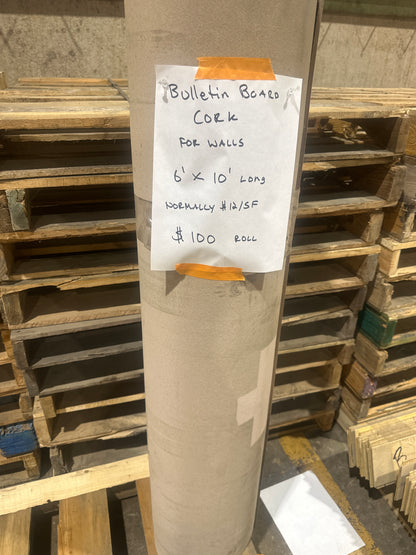 Bulletin Board
Cork
For Walls
6' x 10' Long
Normally $12/SF
$100 Roll